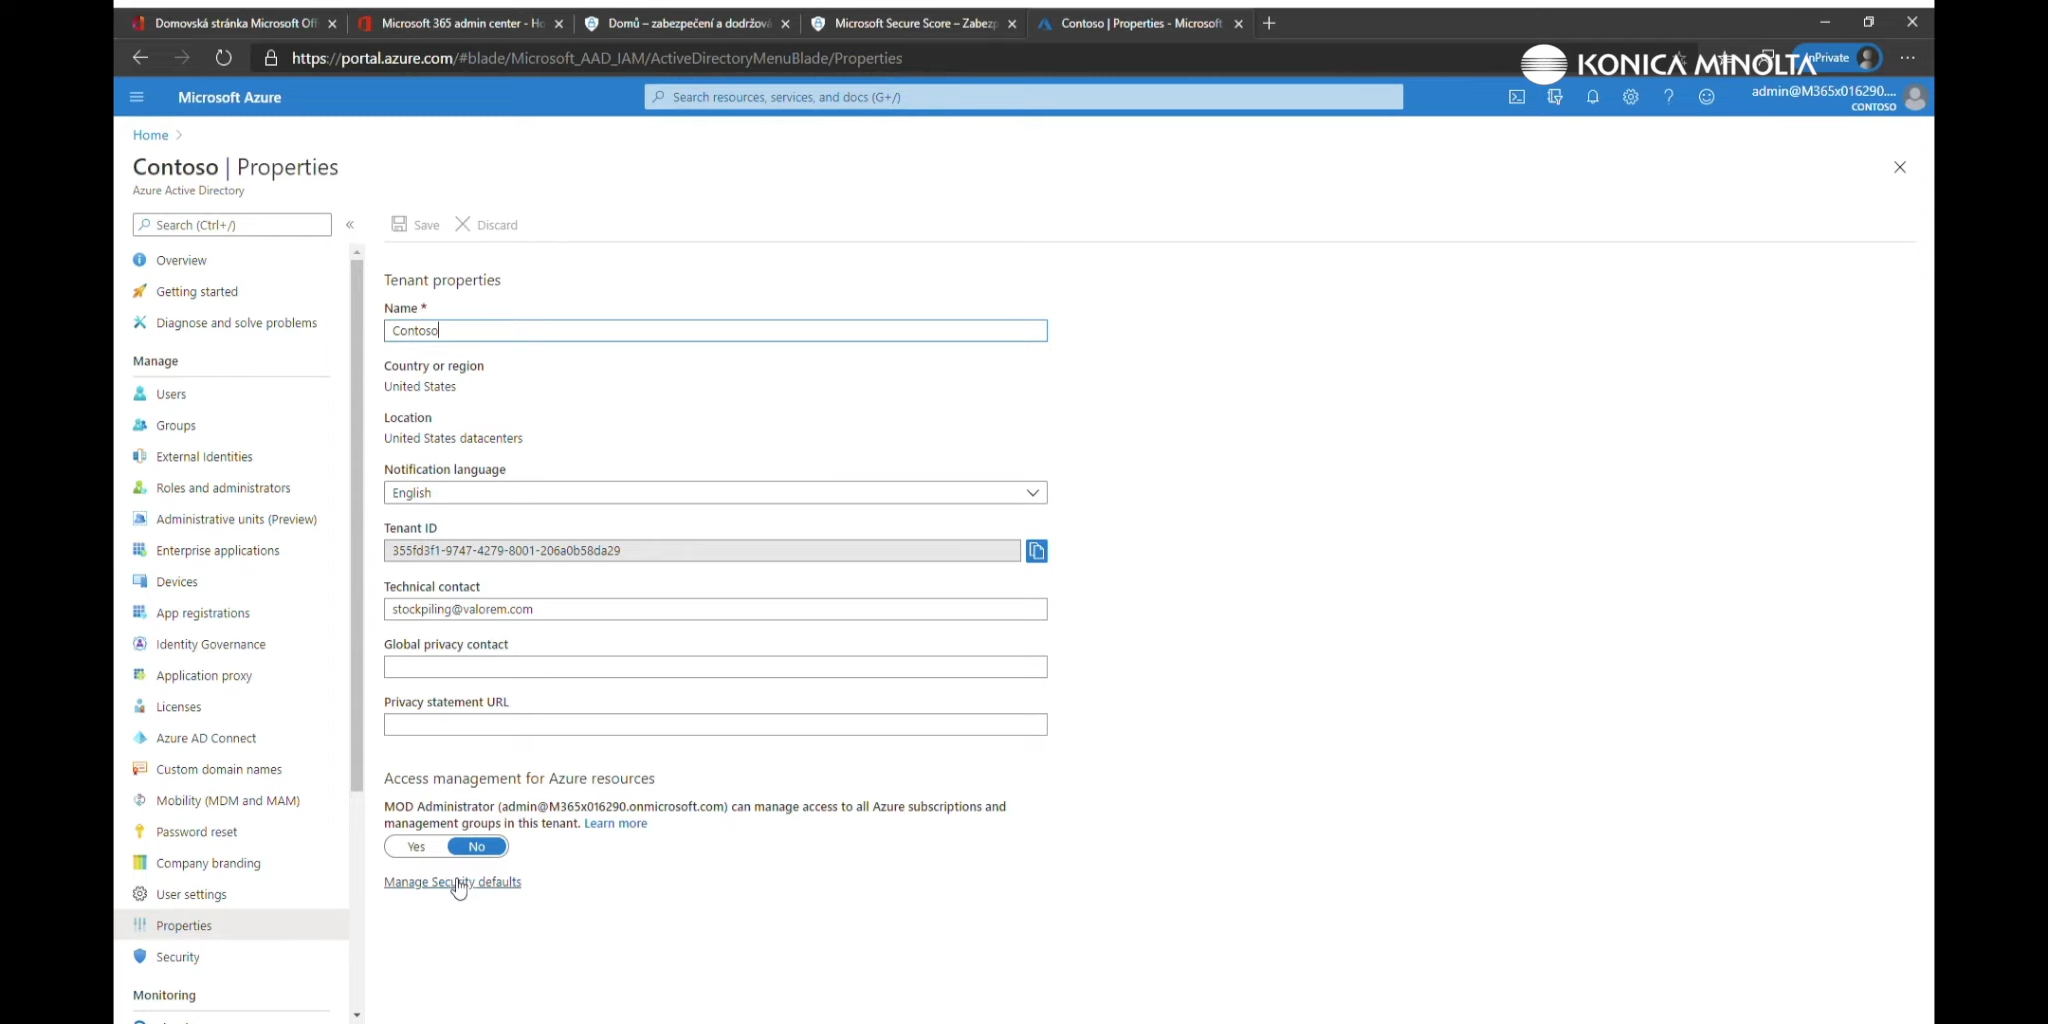 Domovská stránka Microsoft Off
Microsoft 365 admin center - Ho
Domů – zabezpečení a dodržová
Microsoft Secure Score – Zabezp
Contoso | Properties - Microsoft
https://portal.azure.com/#blade/Microsoft_AAD_IAM/ActiveDirectoryMenuBlade/Properties
KONICA MINOLTA
InPrivate
Microsoft Azure
Search resources, services, and docs (G+/)
admin@M365x016290....
CONTOSO
Home
Contoso | Properties
Azure Active Directory
Search (Ctrl+/)
Save
Discard
Overview
Getting started
Diagnose and solve problems
Manage
Users
Groups
External Identities
Roles and administrators
Administrative units (Preview)
Enterprise applications
Devices
App registrations
Identity Governance
Application proxy
Licenses
Azure AD Connect
Custom domain names
Mobility (MDM and MAM)
Password reset
Company branding
User settings
Properties
Security
Monitoring
Tenant properties
Name *
Contoso
Country or region
United States
Location
United States datacenters
Notification language
English
Tenant ID
355fd3f1-9747-4279-8001-206a0b58da29
Technical contact
stockpiling@valorem.com
Global privacy contact
Privacy statement URL
Access management for Azure resources
MOD Administrator (admin@M365x016290.onmicrosoft.com) can manage access to all Azure subscriptions and
management groups in this tenant. Learn more
Yes No
Manage Security defaults